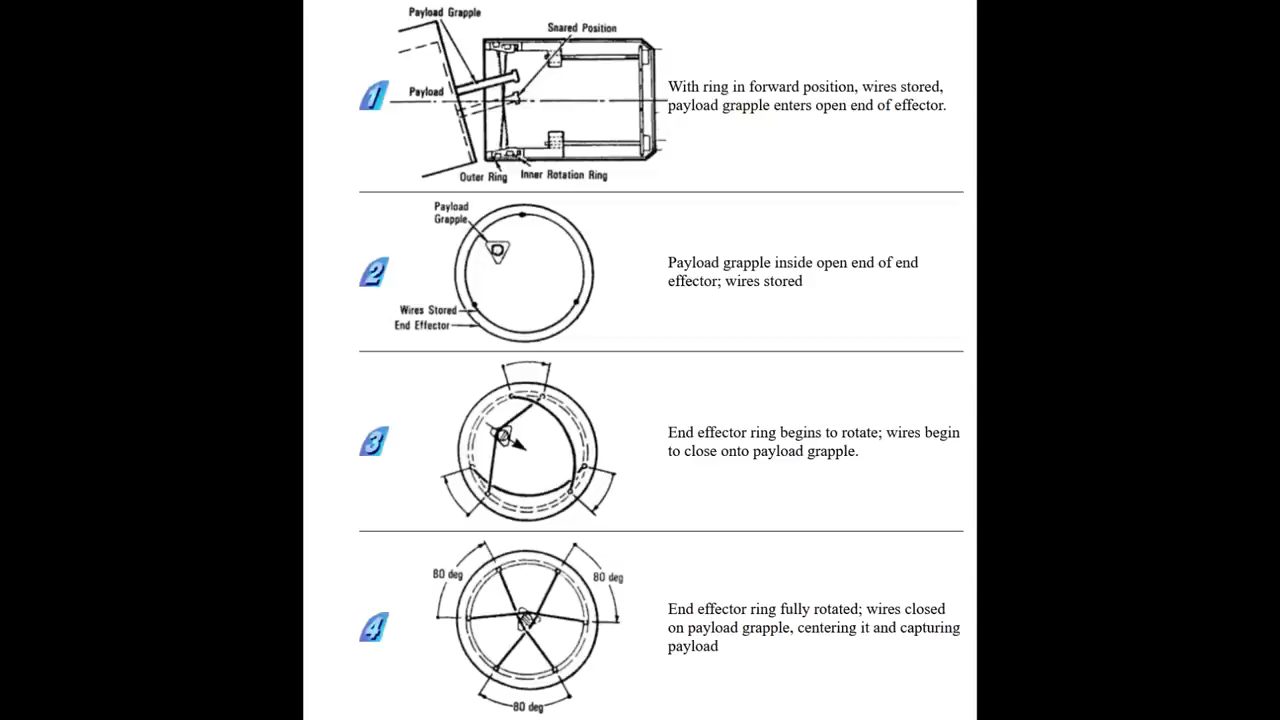 Payload Grapple
Snared Position
Payload
Outer Ring
Inner Rotation Ring
1
With ring in forward position, wires stored,
payload grapple enters open end of effector.
Payload
Grapple
Wires Stored
End Effector
2
Payload grapple inside open end of end
effector; wires stored
3
End effector ring begins to rotate; wires begin
to close onto payload grapple.
80 deg
80 deg
80 deg
4
End effector ring fully rotated; wires closed
on payload grapple, centering it and capturing
payload